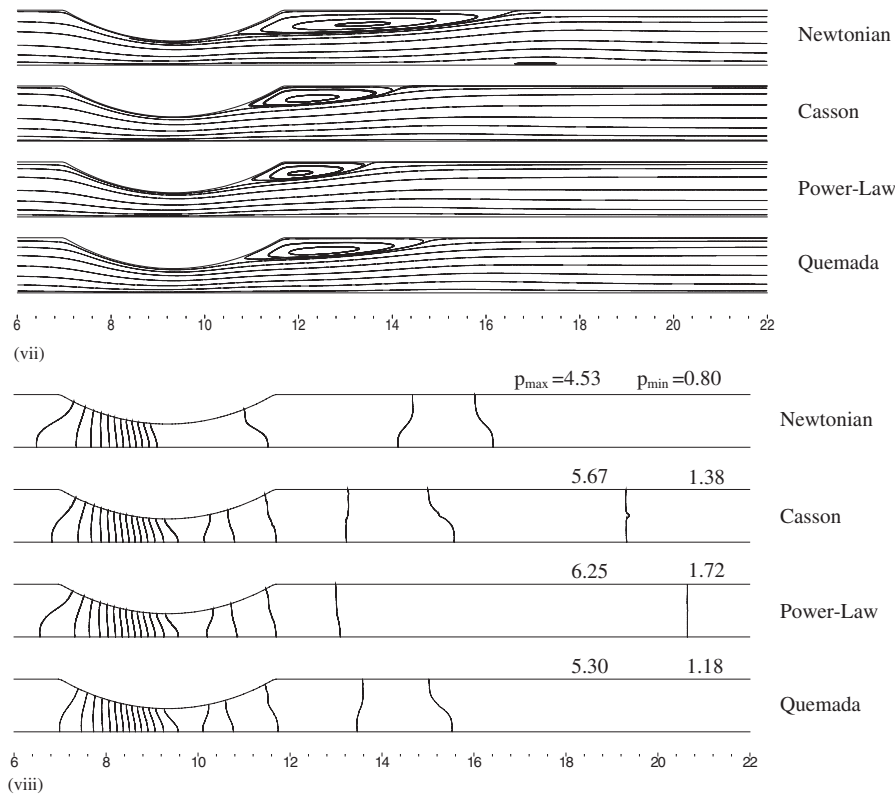 Newtonian
Casson
Power-Law
Quemada
6 8 10 12 14 16 18 20 22
(vii)
pmax =4.53 pmin =0.80
Newtonian
5.67 1.38
Casson
6.25 1.72
Power-Law
5.30 1.18
Quemada
6 8 10 12 14 16 18 20 22
(viii)